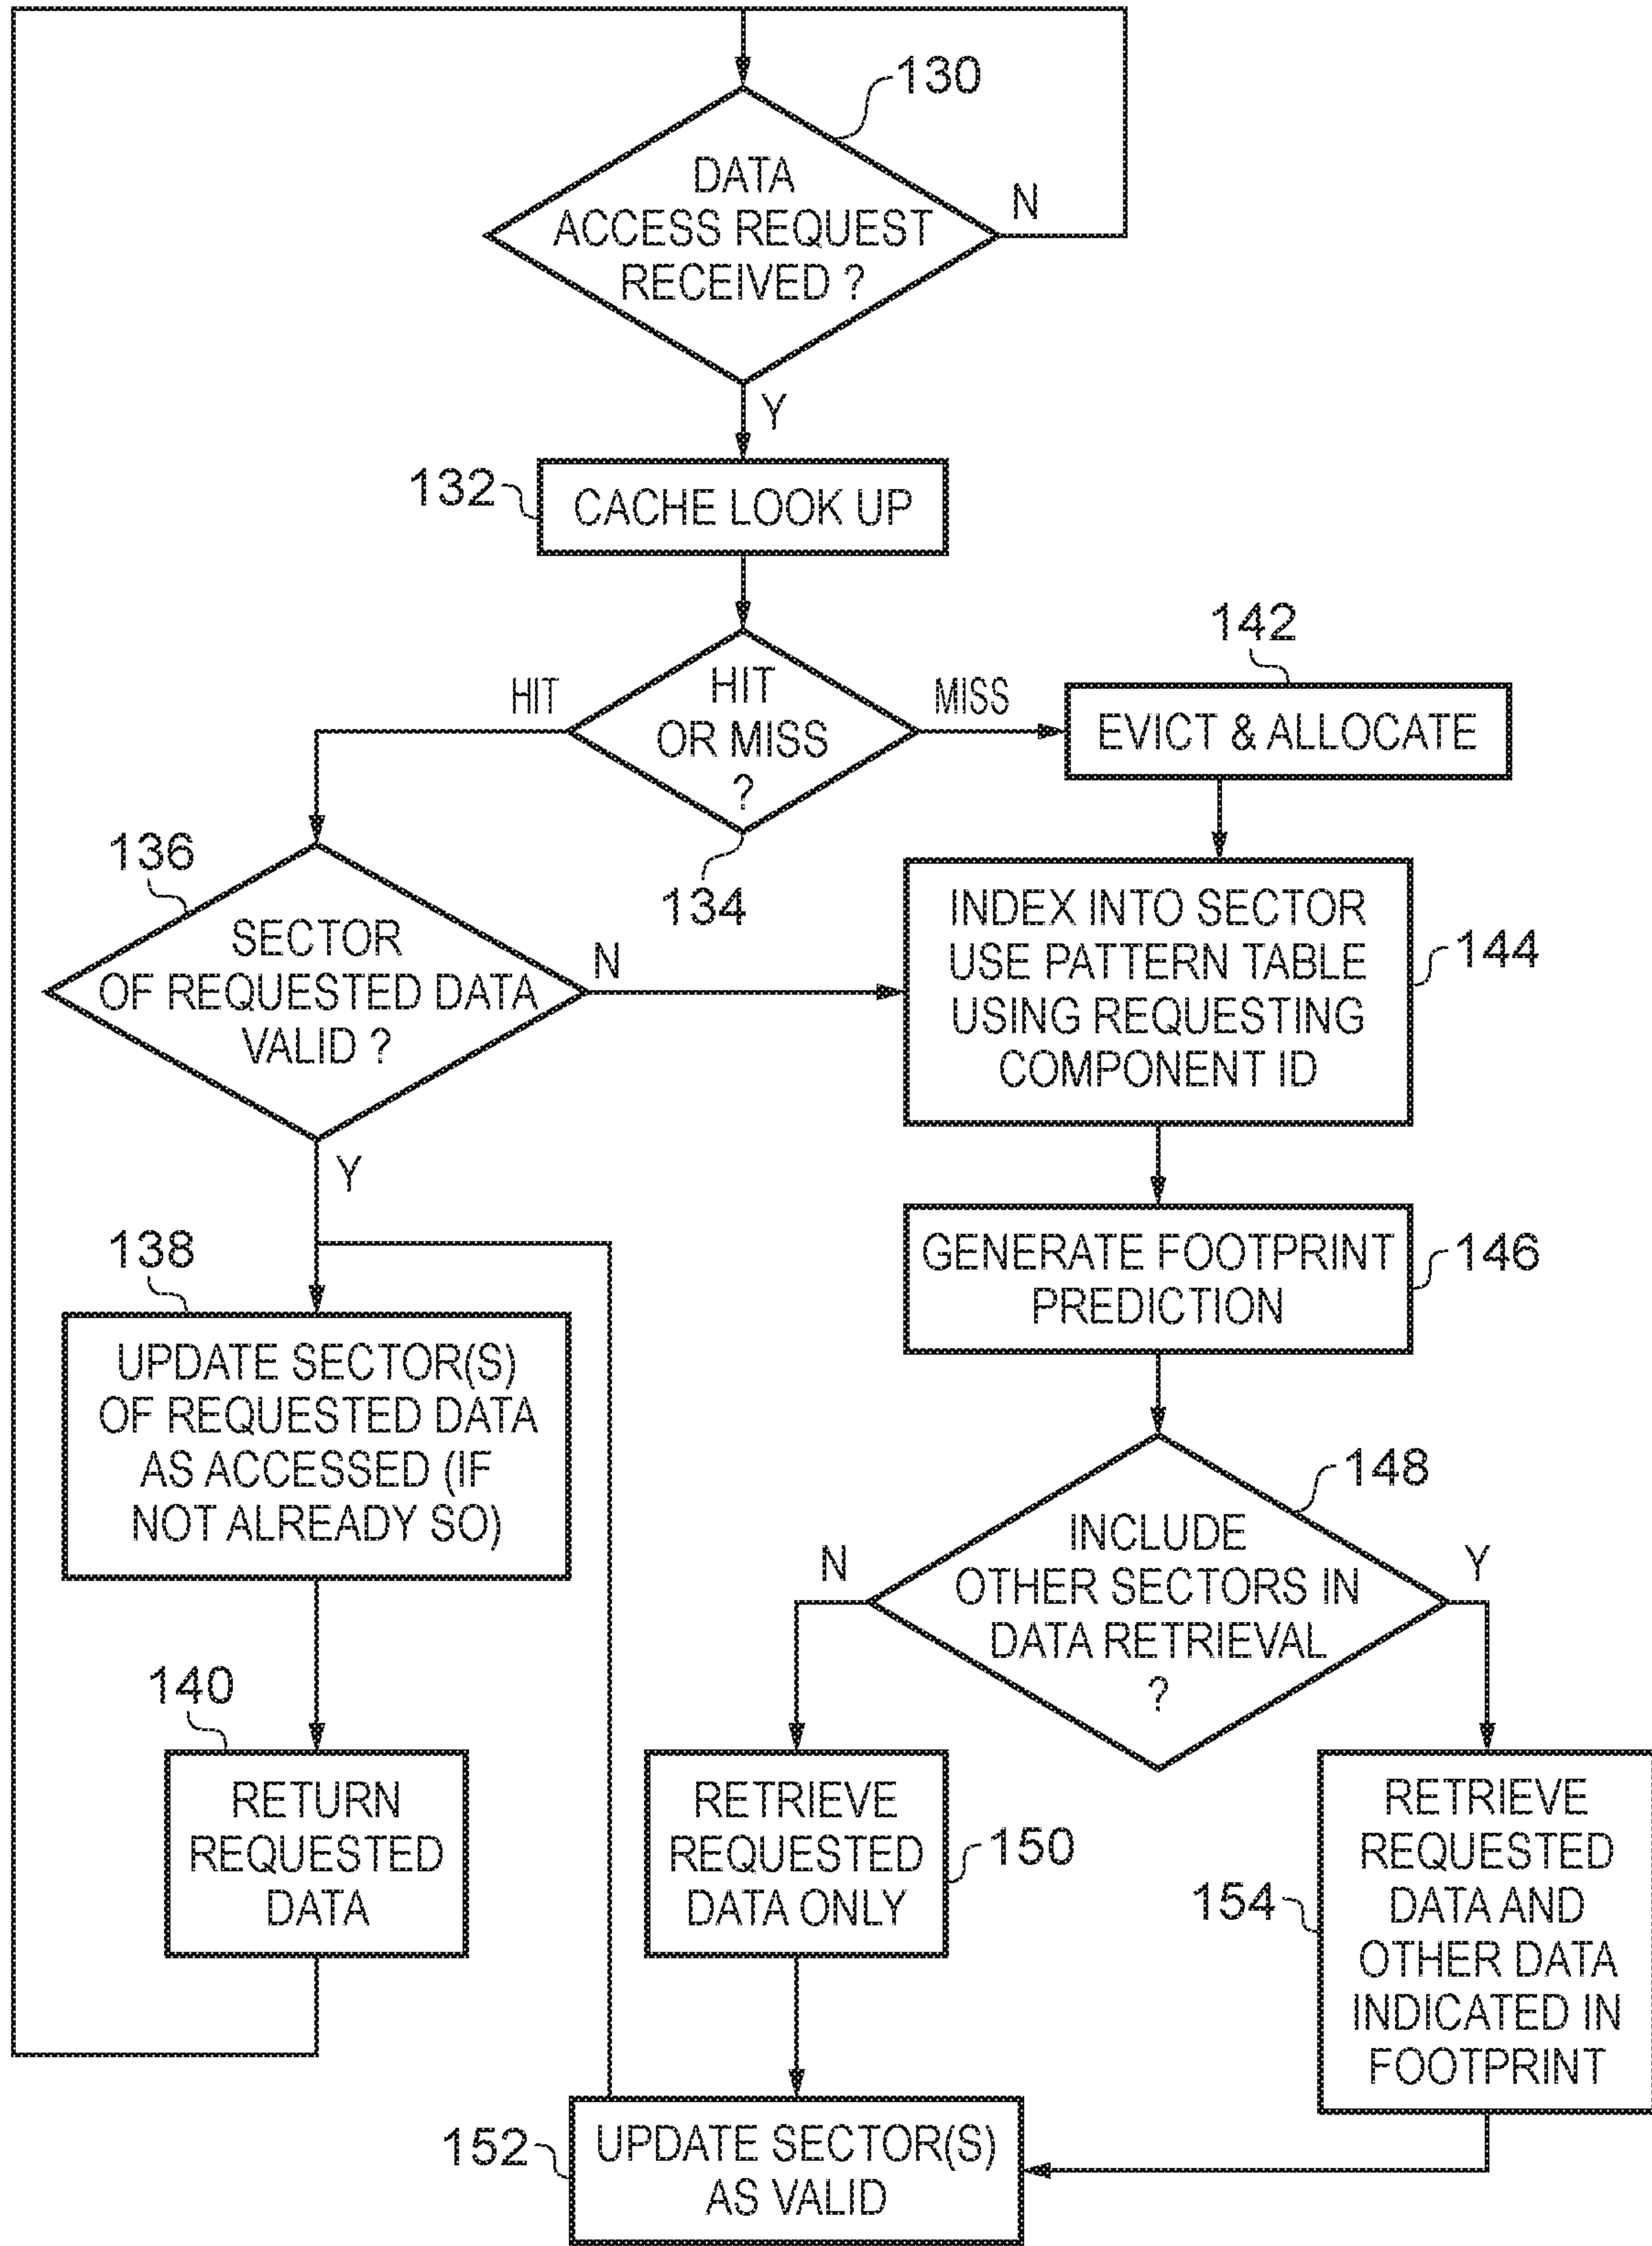 130
DATA
ACCESS REQUEST
RECEIVED ?
N
Y
132
CACHE LOOK UP
142
HIT
HIT
OR MISS
?
MISS
EVICT & ALLOCATE
134
136
SECTOR
OF REQUESTED DATA
VALID ?
N
Y
INDEX INTO SECTOR
USE PATTERN TABLE
USING REQUESTING
COMPONENT ID
144
138
UPDATE SECTOR(S)
OF REQUESTED DATA
AS ACCESSED (IF
NOT ALREADY SO)
GENERATE FOOTPRINT
PREDICTION
146
148
INCLUDE
OTHER SECTORS IN
DATA RETRIEVAL
?
N
Y
140
RETURN
REQUESTED
DATA
RETRIEVE
REQUESTED
DATA ONLY
150
154
RETRIEVE
REQUESTED
DATA AND
OTHER DATA
INDICATED IN
FOOTPRINT
152
UPDATE SECTOR(S)
AS VALID